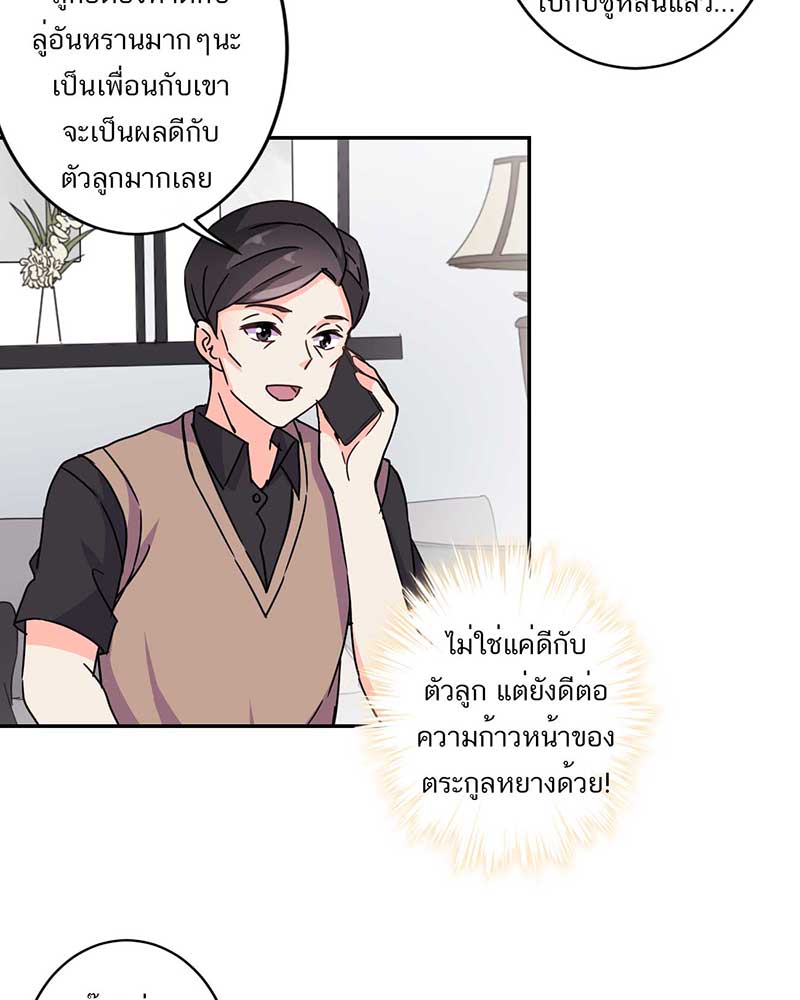 ลู่อันหรานมากๆนะ
เป็นเพื่อนกับเขา
จะเป็นผลดีกับ
ตัวลูกมากเลย
ไม่ใช่แค่ดีกับ
ตัวลูก แต่ยังดีต่อ
ความก้าวหน้าของ
ตระกูลหยางด้วย!